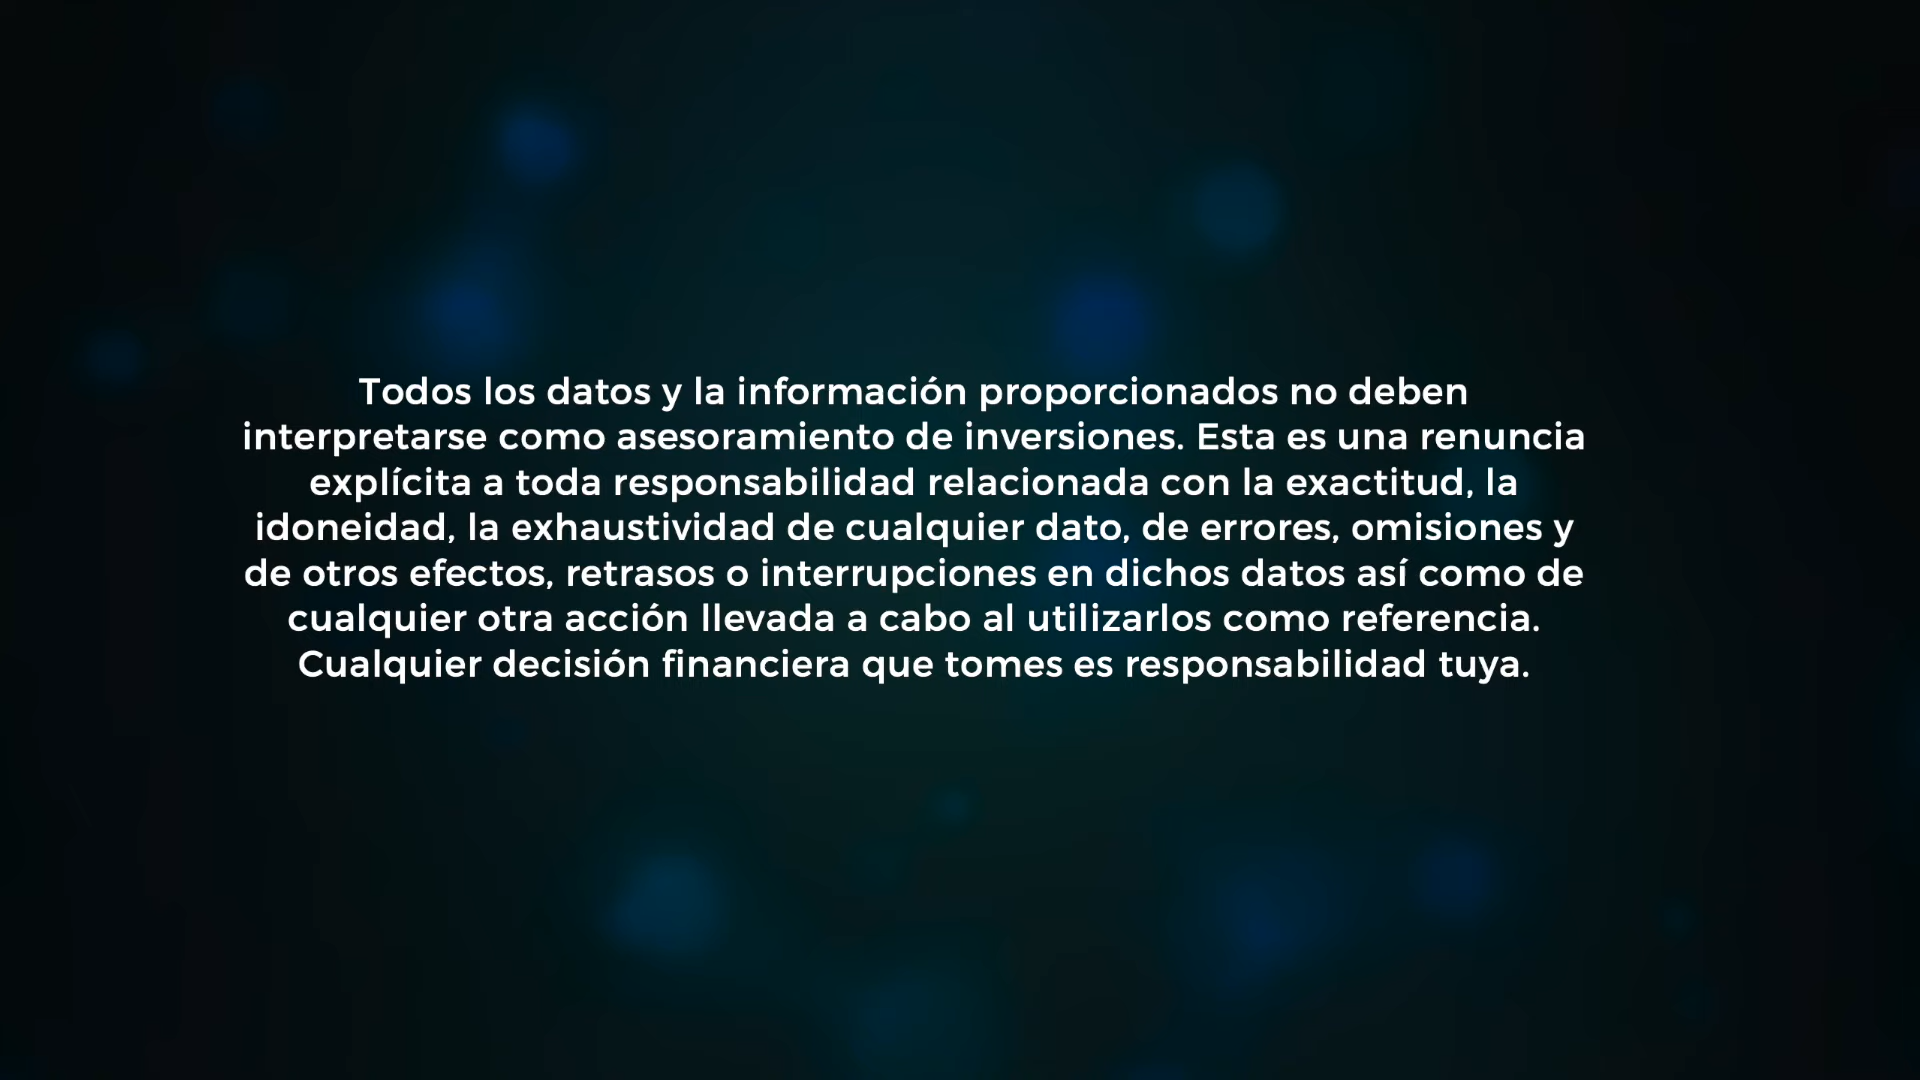 Todos los datos y la información proporcionados no deben
interpretarse como asesoramiento de inversiones. Esta es una renuncia
explícita a toda responsabilidad relacionada con la exactitud, la
idoneidad, la exhaustividad de cualquier dato, de errores, omisiones y
de otros efectos, retrasos o interrupciones en dichos datos así como de
cualquier otra acción llevada a cabo al utilizarlos como referencia.
Cualquier decisión financiera que tomes es responsabilidad tuya.